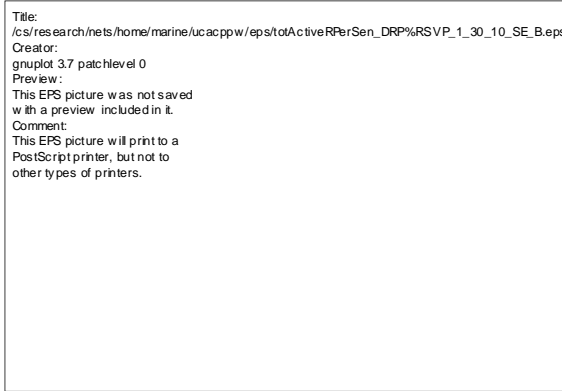 Title:
/cs/research/nets/home/marine/ucacppw/eps/totActiveRPerSen_DRP%RSVP_1_30_10_SE_B.eps
Creator:
gnuplot 3.7 patchlevel 0
Preview:
This EPS picture was not saved
with a preview included in it.
Comment:
This EPS picture will print to a
PostScript printer, but not to
other types of printers.